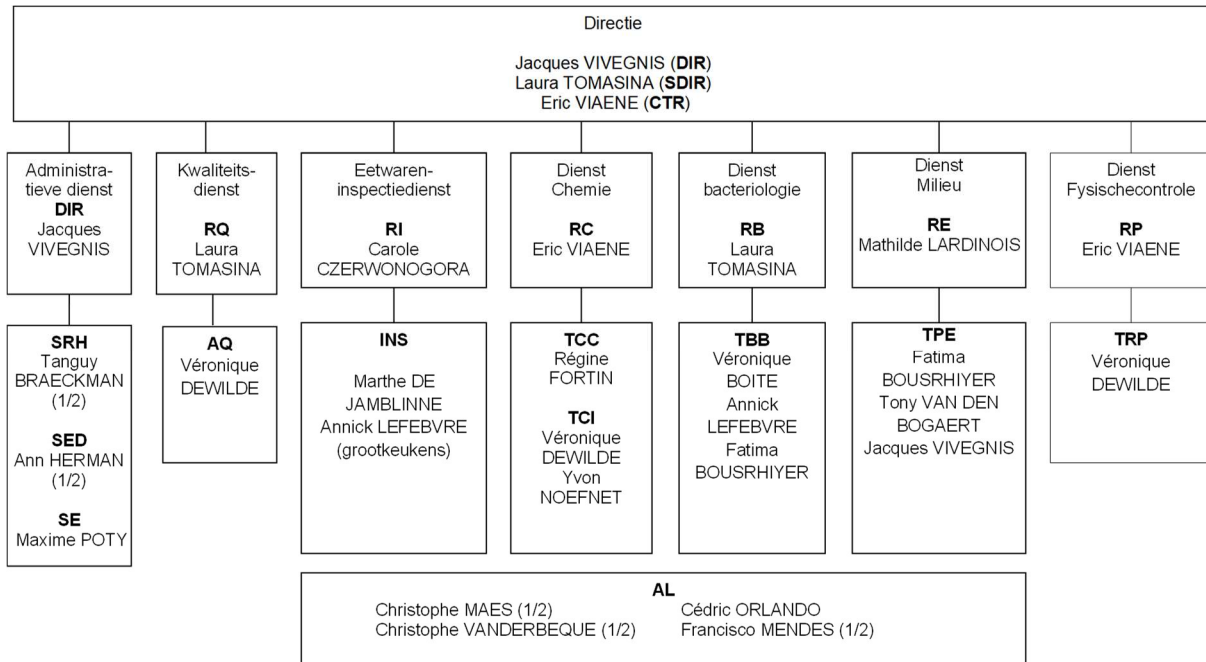 Directie
Jacques VIVEGNIS (DIR)
Laura TOMASINA (SDIR)
Eric VIAENE (CTR)
Administra-
tieve dienst
DIR
Jacques
VIVEGNIS
Kwaliteits-
dienst
RQ
Laura
TOMASINA
Eetwaren-
inspectiedienst
RI
Carole
CZERWONOGORA
Dienst
Chemie
RC
Eric VIAENE
Dienst
bacteriologie
RB
Laura
TOMASINA
Dienst
Milieu
RE
Mathilde LARDINOIS
Dienst
Fysischecontrole
RP
Eric VIAENE
SRH
Tanguy
BRAECKMAN
(1/2)
SED
Ann HERMAN
(1/2)
SE
Maxime POTY
AQ
Véronique
DEWILDE
INS
Marthe DE
JAMBLINNE
Annick LEFEBVRE
(grootkeukens)
TCC
Régine
FORTIN
TCI
Véronique
DEWILDE
Yvon
NOEFNET
TBB
Véronique
BOITE
Annick
LEFEBVRE
Fatima
BOUSRHIYER
TPE
Fatima
BOUSRHIYER
Tony VAN DEN
BOGAERT
Jacques VIVEGNIS
TRP
Véronique
DEWILDE
AL
Christophe MAES (1/2) Cédric ORLANDO
Christophe VANDERBEQUE (1/2) Francisco MENDES (1/2)